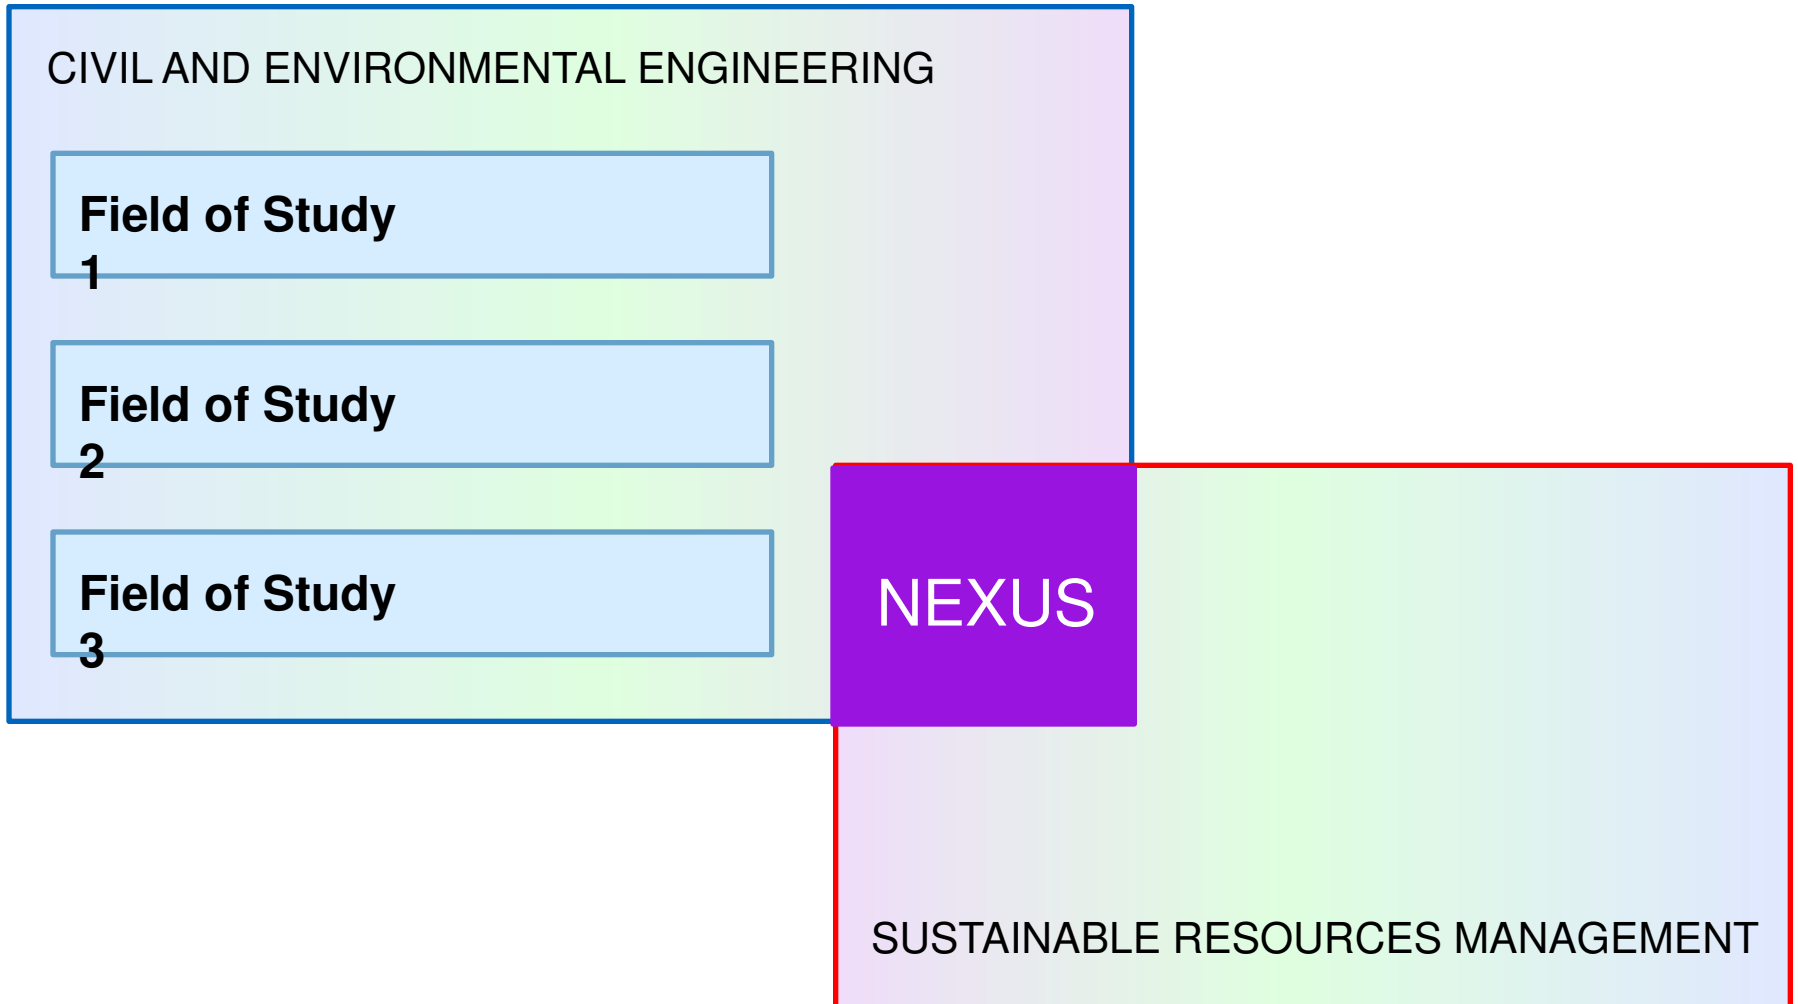 CIVIL AND ENVIRONMENTAL ENGINEERING
Field of Study
1
Field of Study
2
Field of Study
3
NEXUS
SUSTAINABLE RESOURCES MANAGEMENT